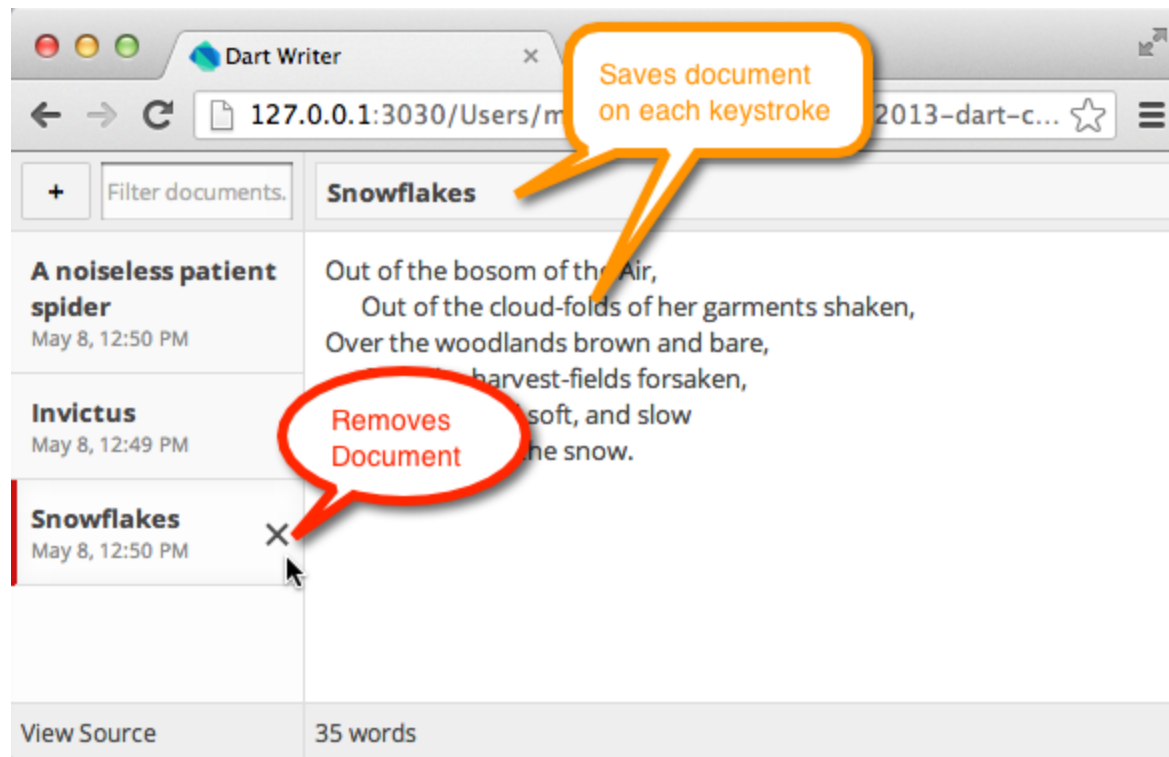 Dart Writer
Saves document
on each keystroke
127.0.0.1:3030/Users/m
2013-dart-c...
+
Filter documents.
Snowflakes
A noiseless patient
spider
May 8, 12:50 PM
Invictus
May 8, 12:49 PM
Snowflakes
May 8, 12:50 PM
Removes
Document
Out of the bosom of the Air,
Out of the cloud-folds of her garments shaken,
Over the woodlands brown and bare,
harvest-fields forsaken,
soft, and slow
the snow.
View Source
35 words